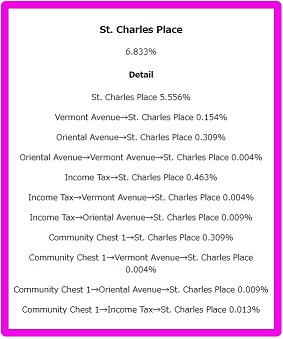 St. Charles Place
6.833%
Detail
St. Charles Place 5.556%
Vermont Avenue→St. Charles Place 0.154%
Oriental Avenue→St. Charles Place 0.309%
Oriental Avenue→Vermont Avenue→St. Charles Place 0.004%
Income Tax→St. Charles Place 0.463%
Income Tax→Vermont Avenue→St. Charles Place 0.004%
Income Tax→Oriental Avenue→St. Charles Place 0.009%
Community Chest 1→St. Charles Place 0.309%
Community Chest 1→Vermont Avenue→St. Charles Place
0.004%
Community Chest 1→Oriental Avenue→St. Charles Place 0.009%
Community Chest 1→Income Tax→St. Charles Place 0.013%